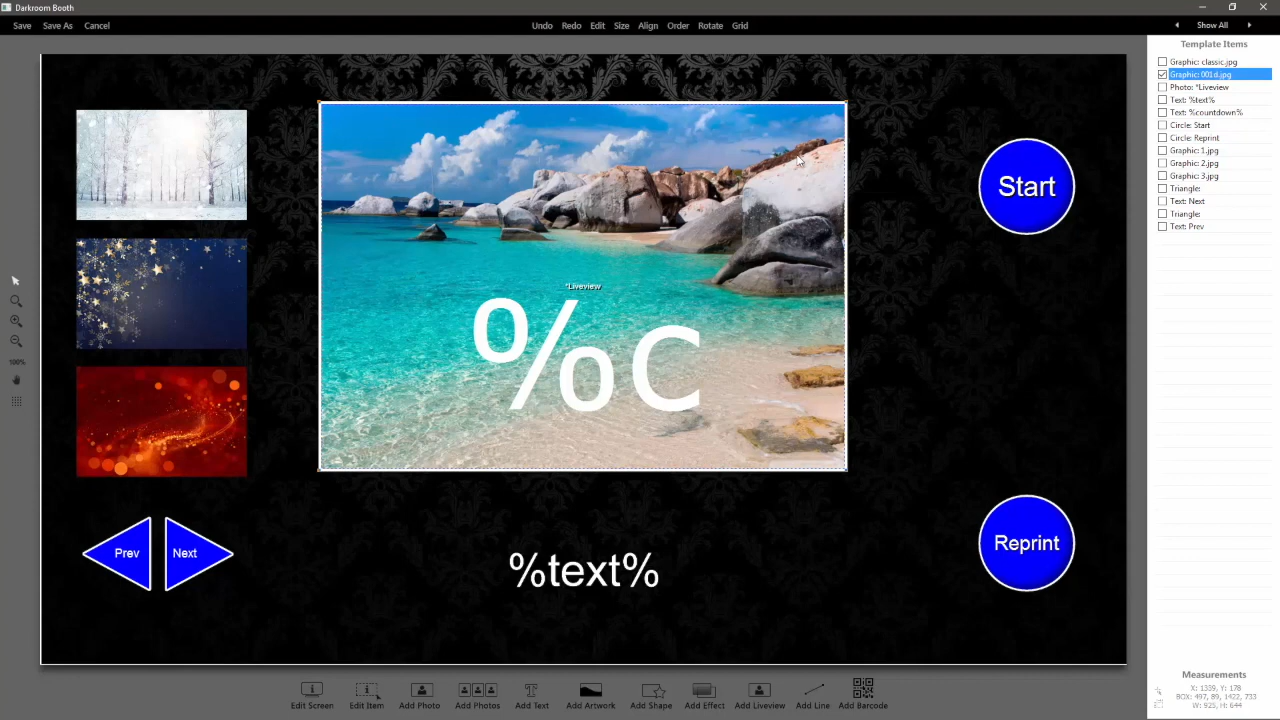 Darkroom Booth
Save Save As Cancel
Undo Redo Edit Size Align Order Rotate Grid
Show All
Template Items
Graphic: classic.jpg
Graphic: 001d.jpg
Photo: *Liveview
Text: %text%
Text: %countdown%
Circle: Start
Circle: Reprint
Graphic: 1.jpg
Graphic: 2.jpg
Graphic: 3.jpg
Triangle:
Text: Next
Triangle:
Text: Prev
Start
*Liveview
%c
100%
Prev
Next
%text%
Reprint
Edit Screen Edit Item Add Photo Add Photos Add Text Add Artwork Add Shape Add Effect Add Liveview Add Line Add Barcode
Measurements
X: 1339, Y: 178
BOX: 497, 89, 1422, 733
W: 925, H: 644